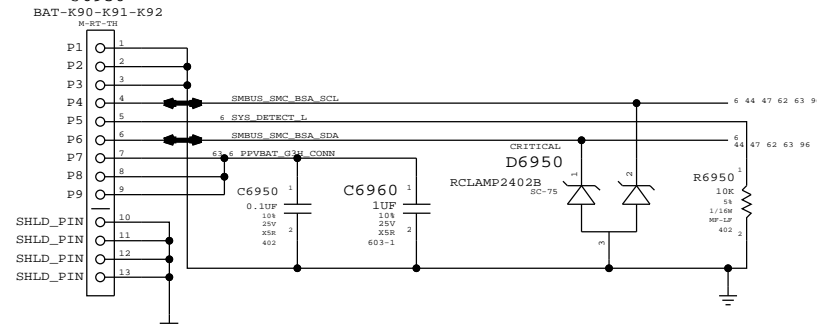 BAT-K90-K91-K92
M-RT-TH
P1 1
P2 2
P3 3
P4 4 SMBUS_SMC_BSA_SCL 6 44 47 62 63
P5 5 6 SYS_DETECT_L
P6 6 SMBUS_SMC_BSA_SDA 6
44 47 62 63 96
P7 7 63 6 PPVBAT_G3H_CONN
P8 8
P9 9
CRITICAL
D6950
RCLAMP2402B
SC-75
1
2
3
C6950 1
0.1UF
10%
25V 2
X5R
402
C6960 1
1UF
10%
25V 2
X5R
603-1
R6950 1
10K
5%
1/16W
MF-LF
402 2
SHLD_PIN 10
SHLD_PIN 11
SHLD_PIN 12
SHLD_PIN 13